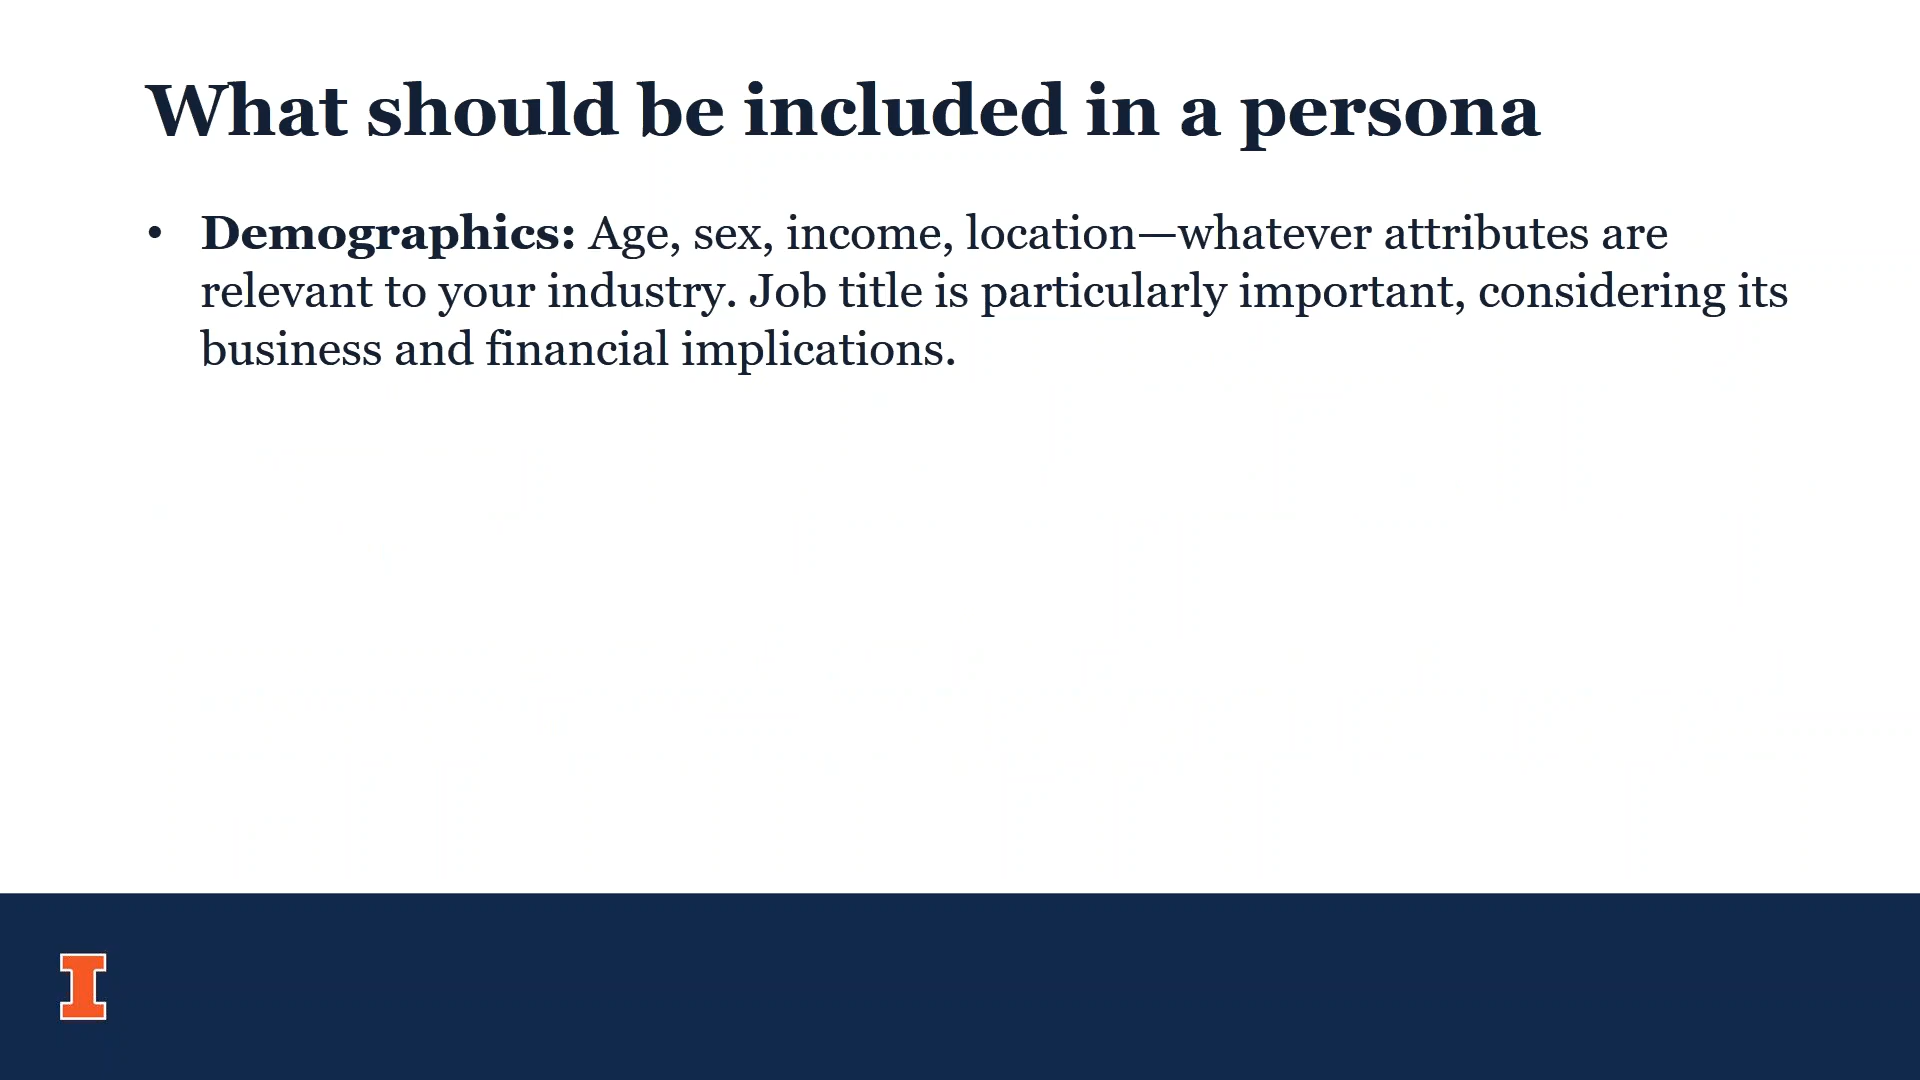 What should be included in a persona
• Demographics: Age, sex, income, location—whatever attributes are
relevant to your industry. Job title is particularly important, considering its
business and financial implications.
I